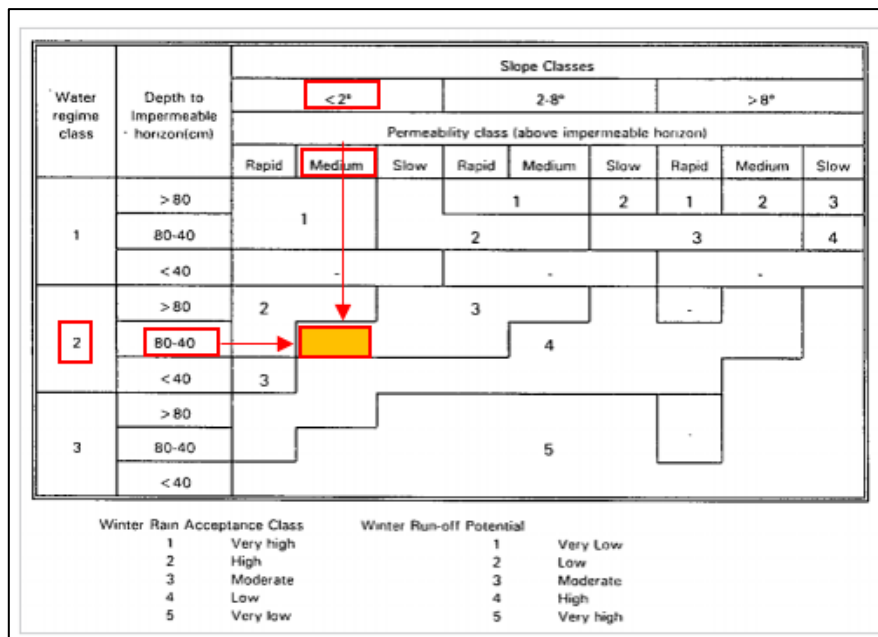 Slope Classes
Water regime class
Depth to Impermeable horizon(cm)
<2° 2-8° >8°
Permeability class (above impermeable horizon)
Rapid Medium Slow Rapid Medium Slow Rapid Medium Slow
>80 1 2 1 2 3
1 80-40 1 2 3 4
<40 - - -
>80 2 3 -
2 80-40 4
<40 3
>80
3 80-40 5 -
<40
Winter Rain Acceptance Class Winter Run-off Potential
1 Very high 1 Very Low
2 High 2 Low
3 Moderate 3 Moderate
4 Low 4 High
5 Very low 5 Very high